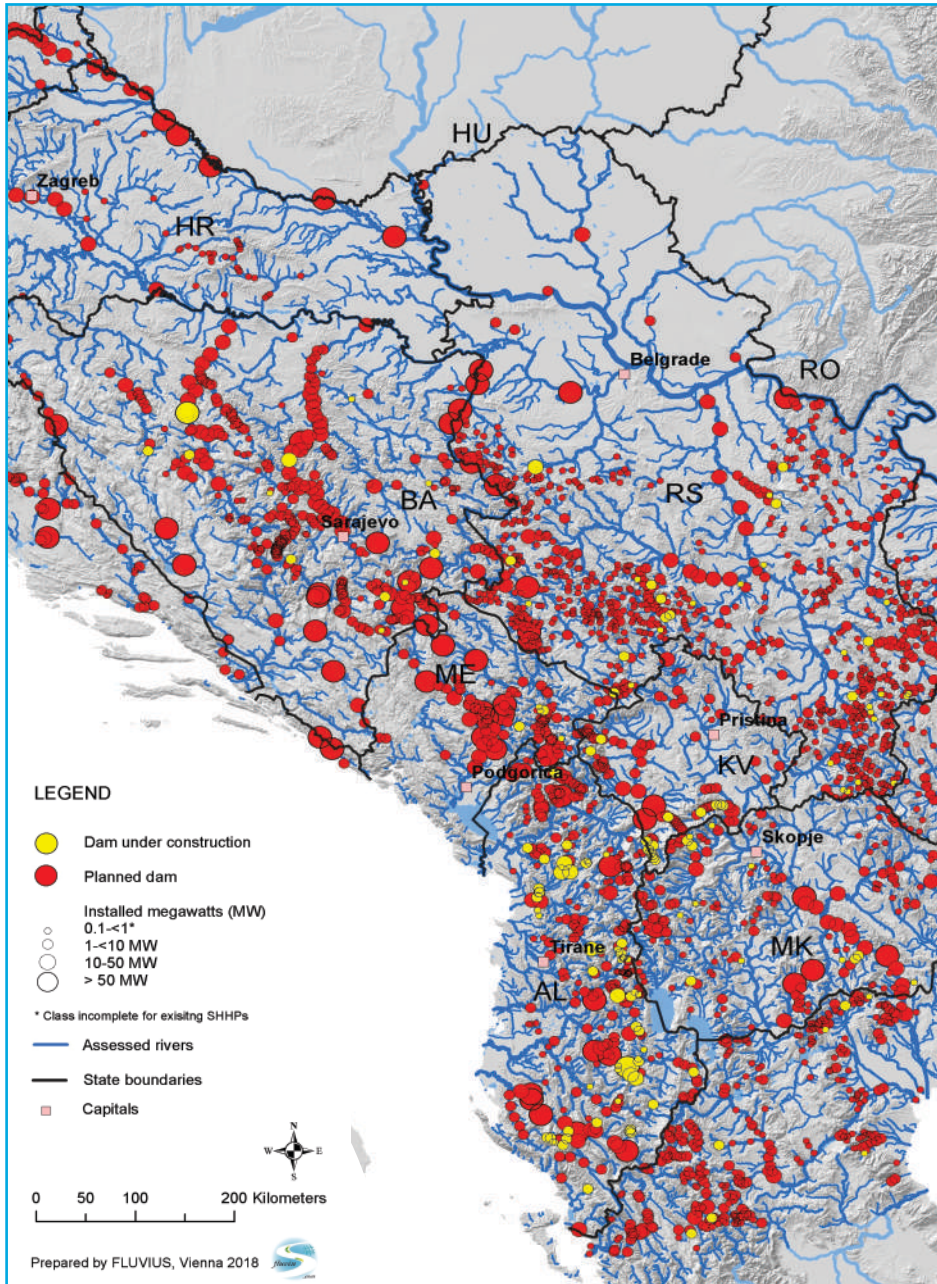 HU
Zagreb
HR
RO
Belgrade
BA
RS
Sarajevo
ME
Pristina
KV
Podgorica
LEGEND
Dam under construction
Planned dam
Installed megawatts (MW)
0.1-<1*
1-<10 MW
10-50 MW
> 50 MW
* Class incomplete for exisitng SHHPs
Assessed rivers
State boundaries
Capitals
Skopje
Tirane
MK
AL
N
W E
S
0 50 100 200 Kilometers
Prepared by FLUVIUS, Vienna 2018
fluvius
.com